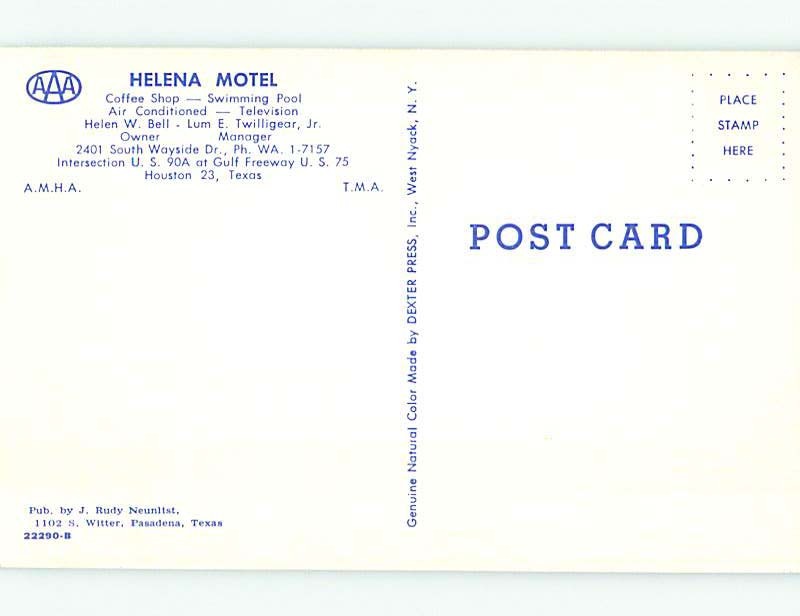 AAA
HELENA MOTEL
Coffee Shop — Swimming Pool
Air Conditioned — Television
Helen W. Bell - Lum E. Twilligear, Jr.
Owner Manager
2401 South Wayside Dr., Ph. WA. 1-7157
Intersection U. S. 90A at Gulf Freeway U. S. 75
Houston 23, Texas
A.M.H.A. T.M.A.
Pub. by J. Rudy Neunlist,
1102 S. Witter, Pasadena, Texas
22290-B
Genuine Natural Color Made by DEXTER PRESS, Inc., West Nyack, N. Y.
PLACE
STAMP
HERE
POST CARD